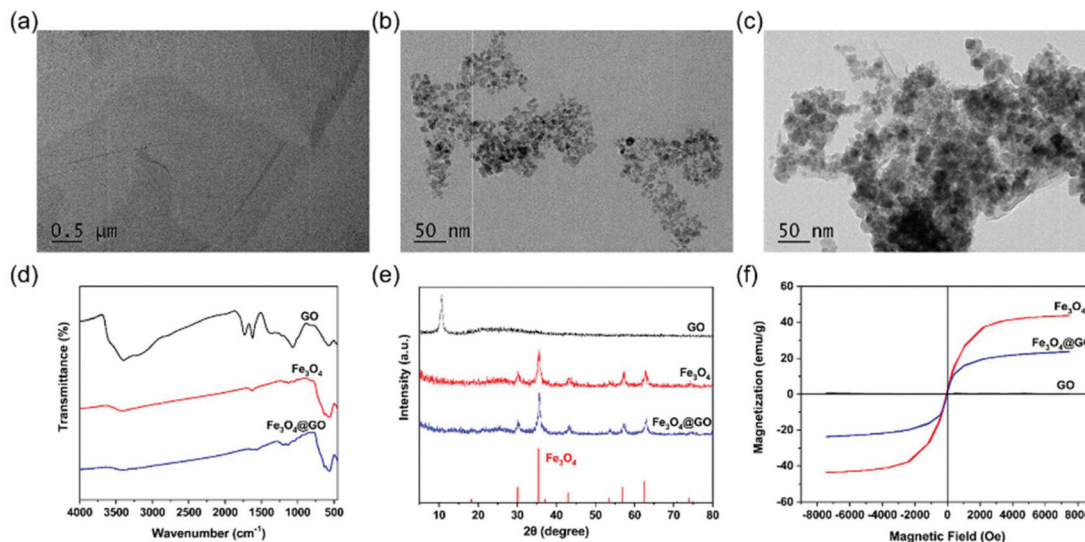 (a)
0.5 μm
(b)
50 nm
(c)
50 nm
(d)
Transmittance (%)
GO
Fe₃O₄
Fe₃O₄@GO
4000 3500 3000 2500 2000 1500 1000 500
Wavenumber (cm⁻¹)
(e)
Intensity (a.u.)
GO
Fe₃O₄
Fe₃O₄@GO
Fe₃O₄
10 20 30 40 50 60 70 80
2θ (degree)
(f)
Magnetization (emu/g)
60
40
20
0
-20
-40
-60
Fe₃O₄
Fe₃O₄@GO
GO
-8000 -6000 -4000 -2000 0 2000 4000 6000 8000
Magnetic Field (Oe)